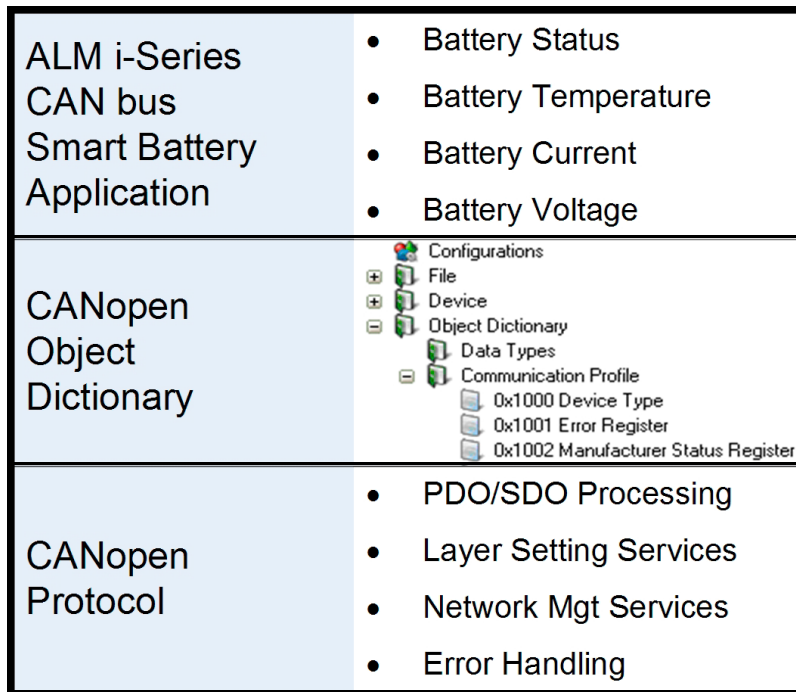 ALM i-Series
CAN bus
Smart Battery
Application
• Battery Status
• Battery Temperature
• Battery Current
• Battery Voltage
CANopen
Object
Dictionary
Configurations
File
Device
Object Dictionary
Data Types
Communication Profile
0x1000 Device Type
0x1001 Error Register
0x1002 Manufacturer Status Register
CANopen
Protocol
• PDO/SDO Processing
• Layer Setting Services
• Network Mgt Services
• Error Handling